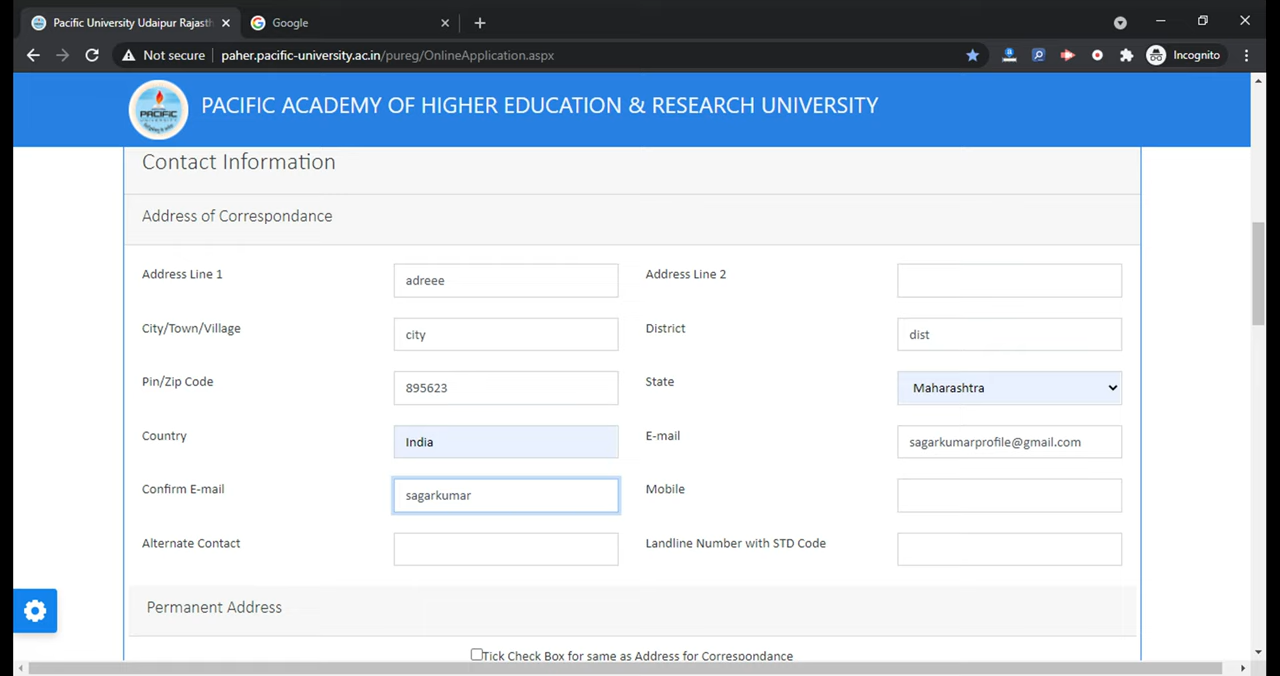 Pacific University Udaipur Rajasth
Google
Not secure
paher.pacific-university.ac.in/pureg/OnlineApplication.aspx
Incognito
PACIFIC
PACIFIC ACADEMY OF HIGHER EDUCATION & RESEARCH UNIVERSITY
Contact Information
Address of Correspondance
Address Line 1
adreee
Address Line 2
City/Town/Village
city
District
dist
Pin/Zip Code
895623
State
Maharashtra
Country
India
E-mail
sagarkumarprofile@gmail.com
Confirm E-mail
sagarkumar
Mobile
Alternate Contact
Landline Number with STD Code
Permanent Address
Tick Check Box for same as Address for Correspondance